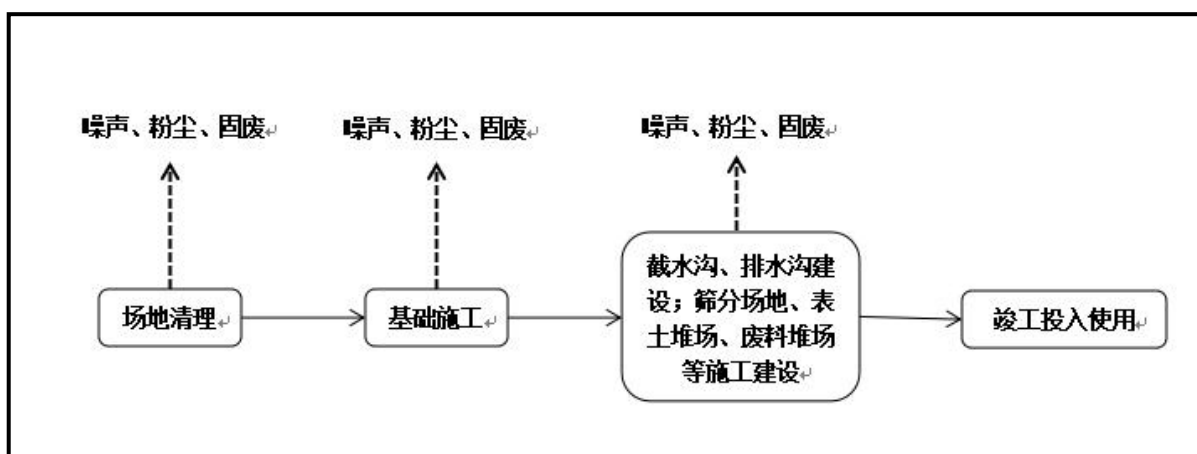 噪声、粉尘、固废
噪声、粉尘、固废
噪声、粉尘、固废
场地清理
基础施工
截水沟、排水沟建
设；筛分场地、表
土堆场、废料堆场
等施工建设
竣工投入使用